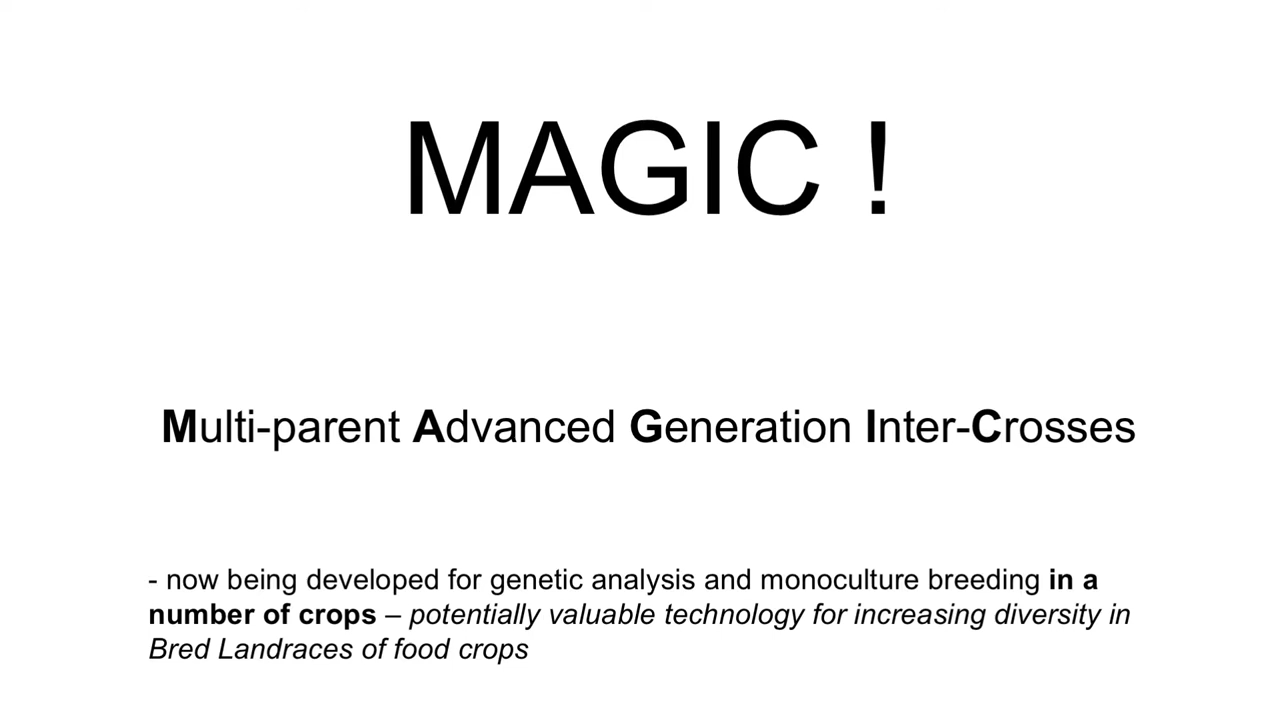 MAGIC !
Multi-parent Advanced Generation Inter-Crosses
- now being developed for genetic analysis and monoculture breeding in a
number of crops – potentially valuable technology for increasing diversity in
Bred Landraces of food crops